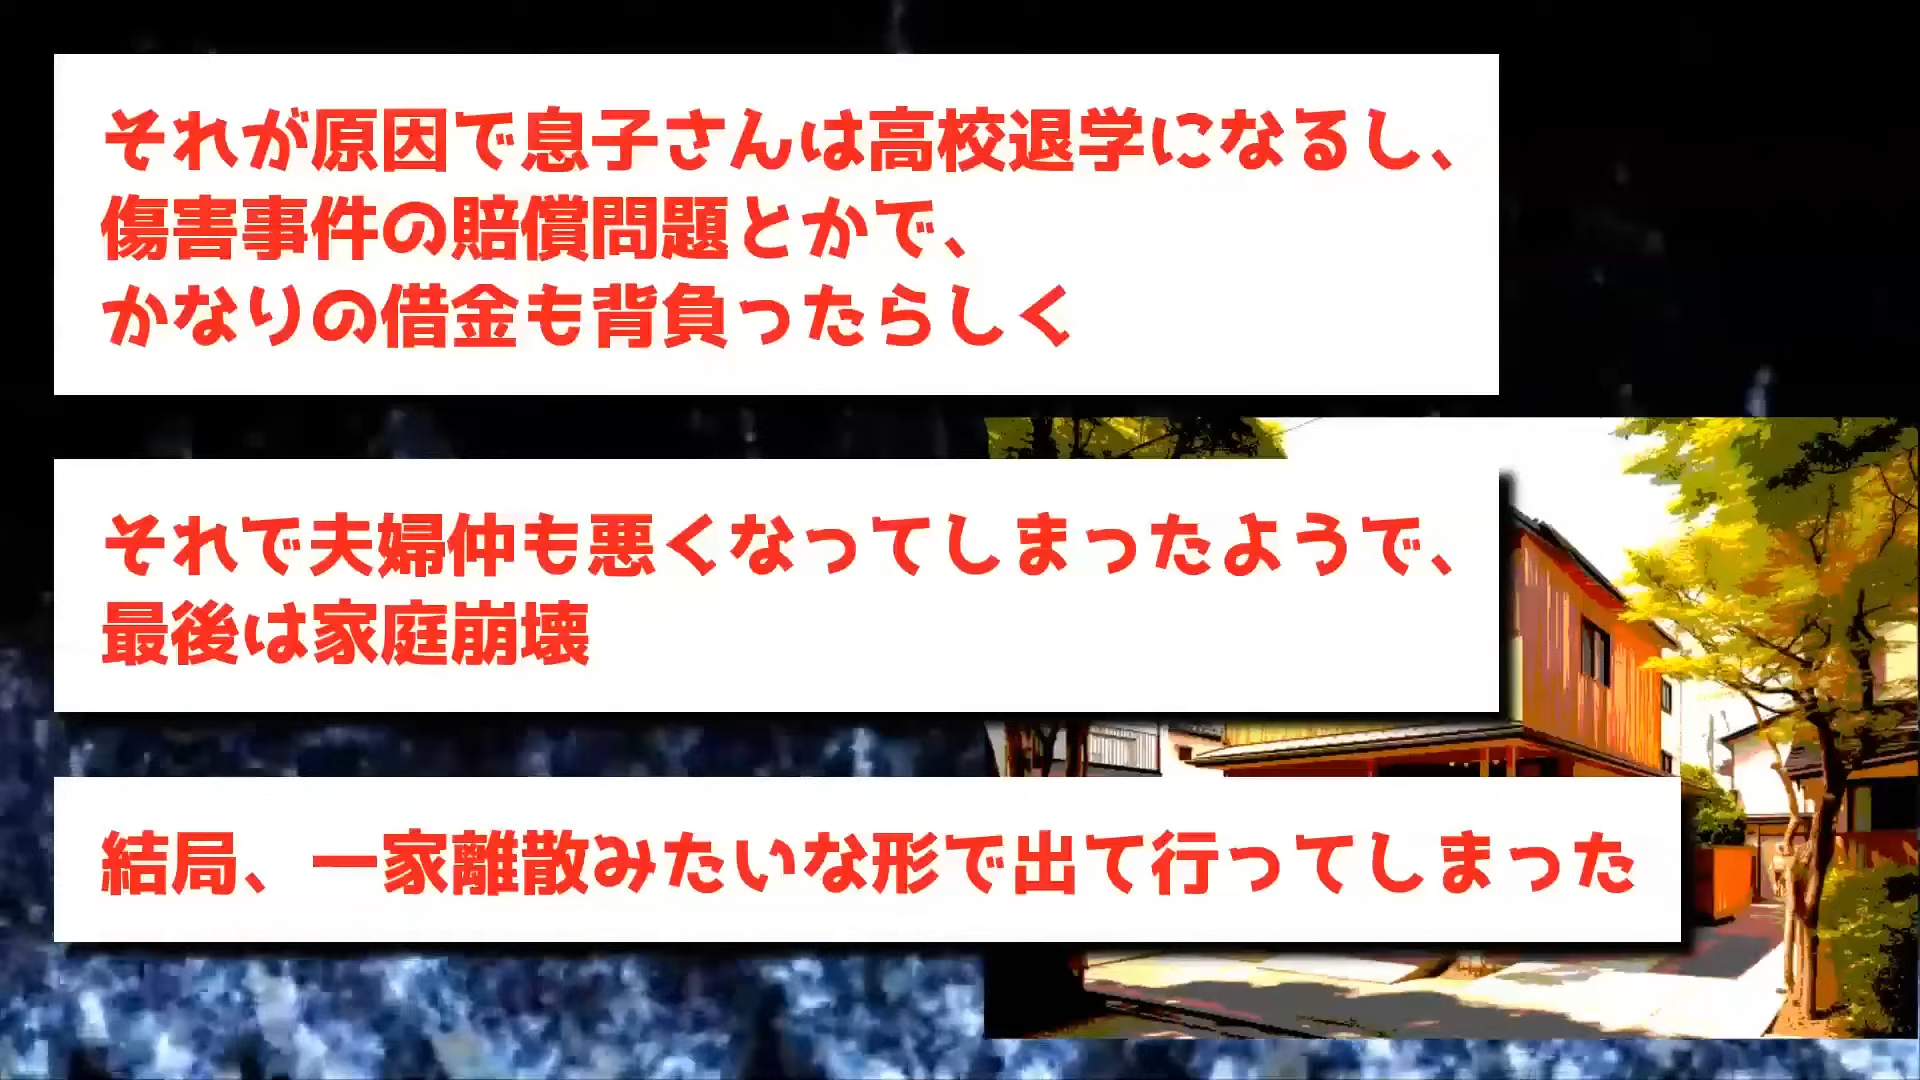 それが原因で息子さんは高校退学になるし、
傷害事件の賠償問題とかで、
かなりの借金も背負ったらしく
それで夫婦仲も悪くなってしまったようで、
最後は家庭崩壊
結局、一家離散みたいな形で出て行ってしまった